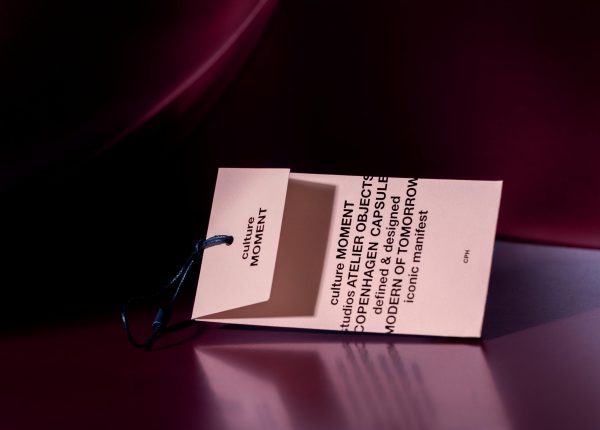 culture
MOMENT
culture MOMENT
studios ATELIER OBJECTS
COPENHAGEN CAPSULE
defined & designed
MODERN OF TOMORROW
iconic manifest
CPH